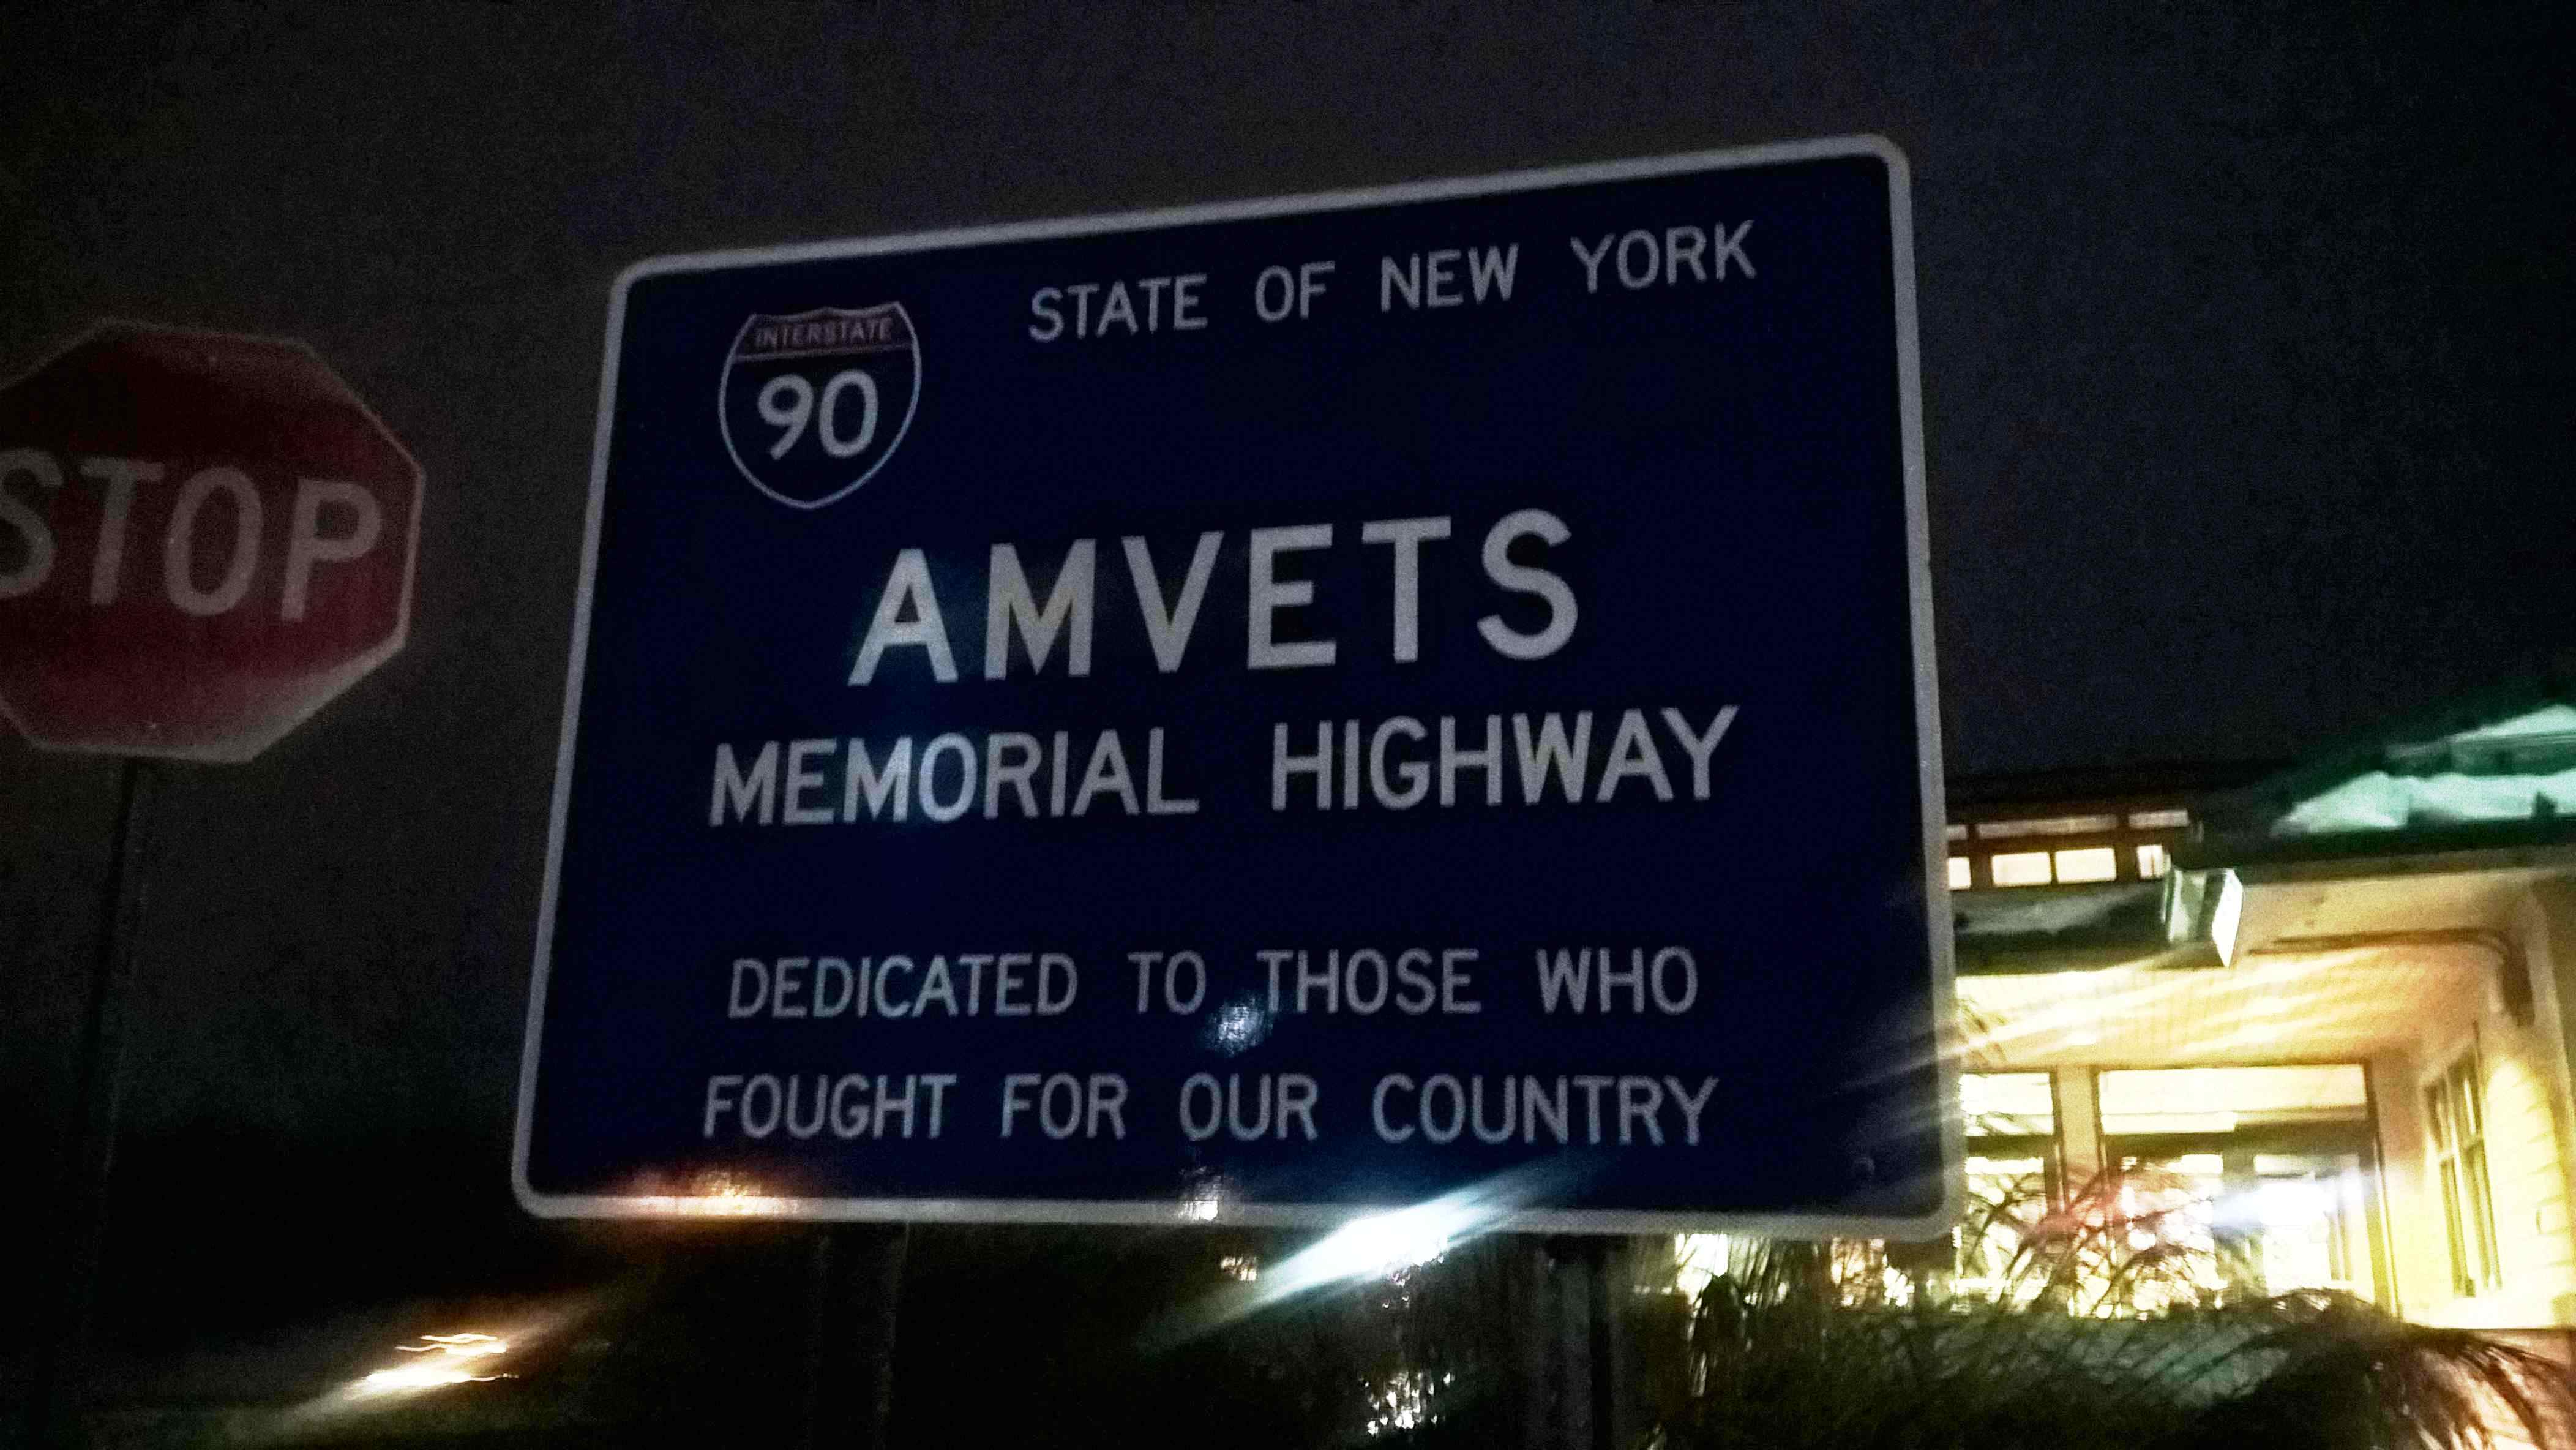 STOP
STATE OF NEW YORK
INTERSTATE
90
AMVETS
MEMORIAL HIGHWAY
DEDICATED TO THOSE WHO
FOUGHT FOR OUR COUNTRY